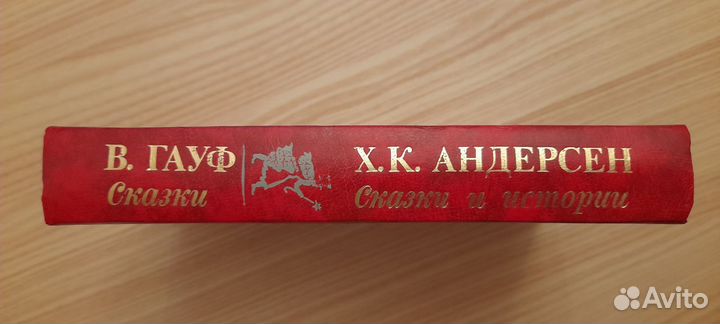 В. ГАУФ
Сказки
Х.К. АНДЕРСЕН
Сказки и истории
Avito